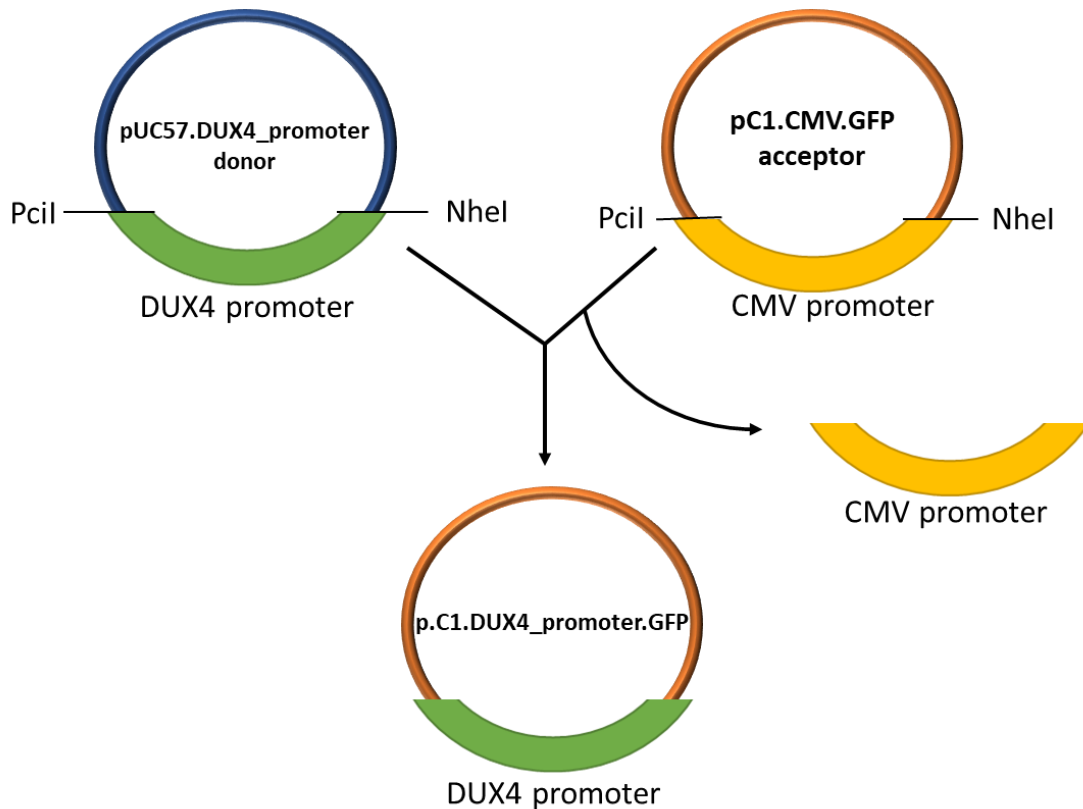 pUC57.DUX4_promoter
donor
PciI
NheI
DUX4 promoter
pC1.CMV.GFP
acceptor
PciI
NheI
CMV promoter
CMV promoter
p.C1.DUX4_promoter.GFP
DUX4 promoter